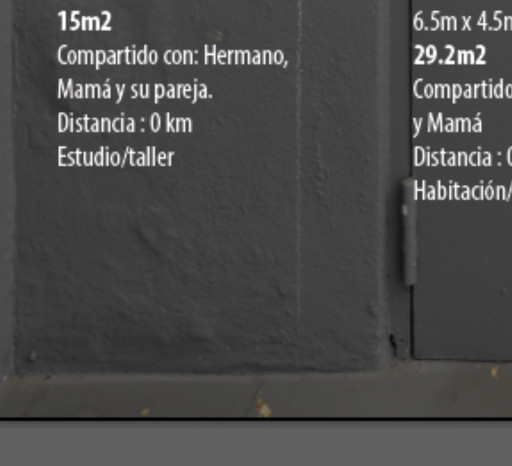 15m2
Compartido con: Hermano,
Mamá y su pareja.
Distancia : 0 km
Estudio/taller
6.5m x 4.5m
29.2m2
Compartido
y Mamá
Distancia :
Habitación/